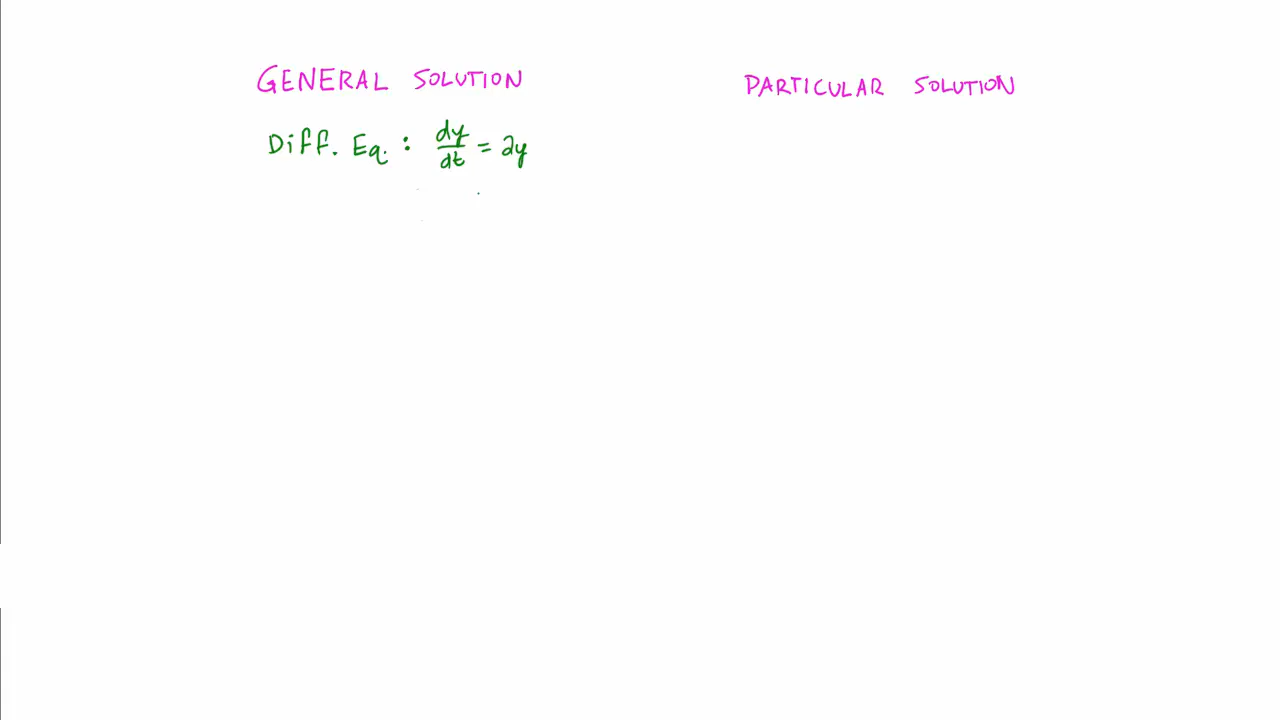 GENERAL SOLUTION
PARTICULAR SOLUTION
Diff. Eq. : dy/dt = 2y